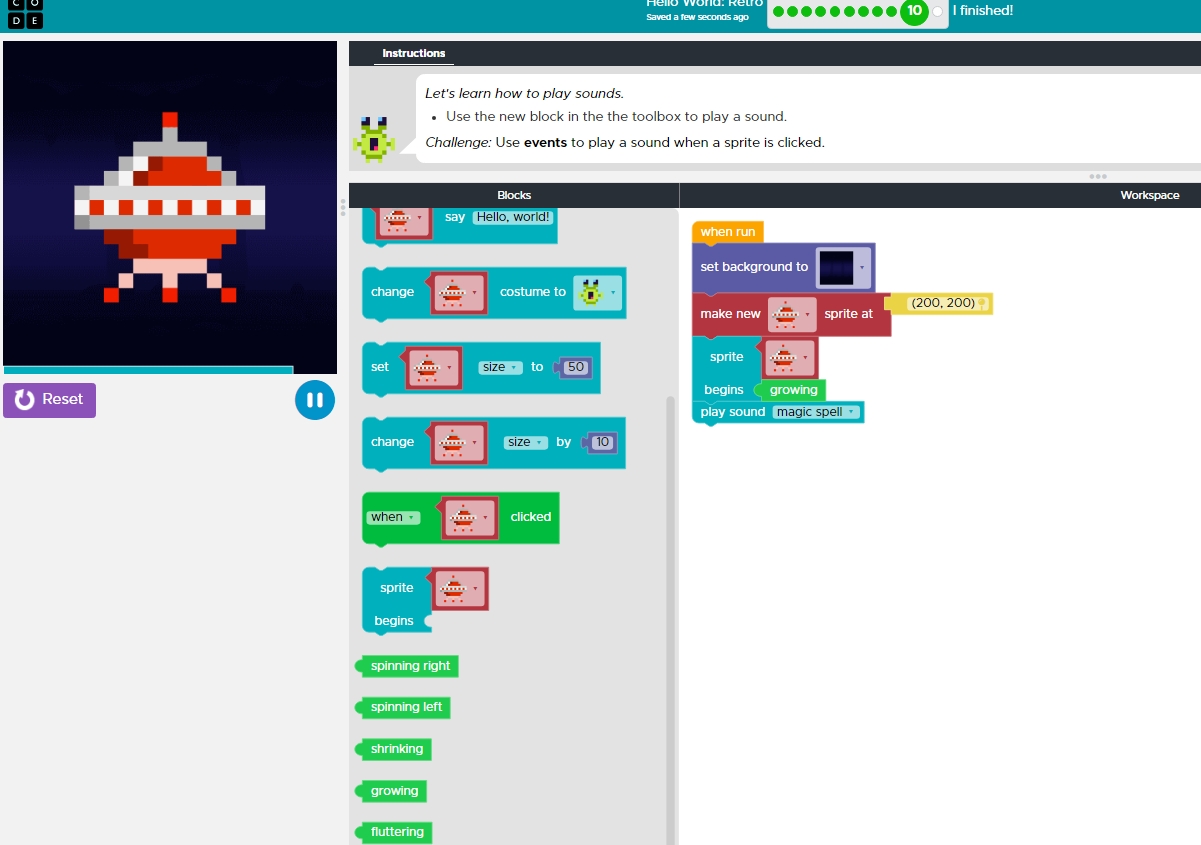 C O
D E
Hello World: Retro
Saved a few seconds ago
10
I finished!
Instructions
Let's learn how to play sounds.
• Use the new block in the the toolbox to play a sound.
Challenge: Use events to play a sound when a sprite is clicked.
Blocks
Workspace
say Hello, world!
change costume to
set size to 50
change size by 10
when clicked
sprite
begins
spinning right
spinning left
shrinking
growing
fluttering
when run
set background to
make new sprite at (200, 200)
sprite
begins growing
play sound magic spell
Reset